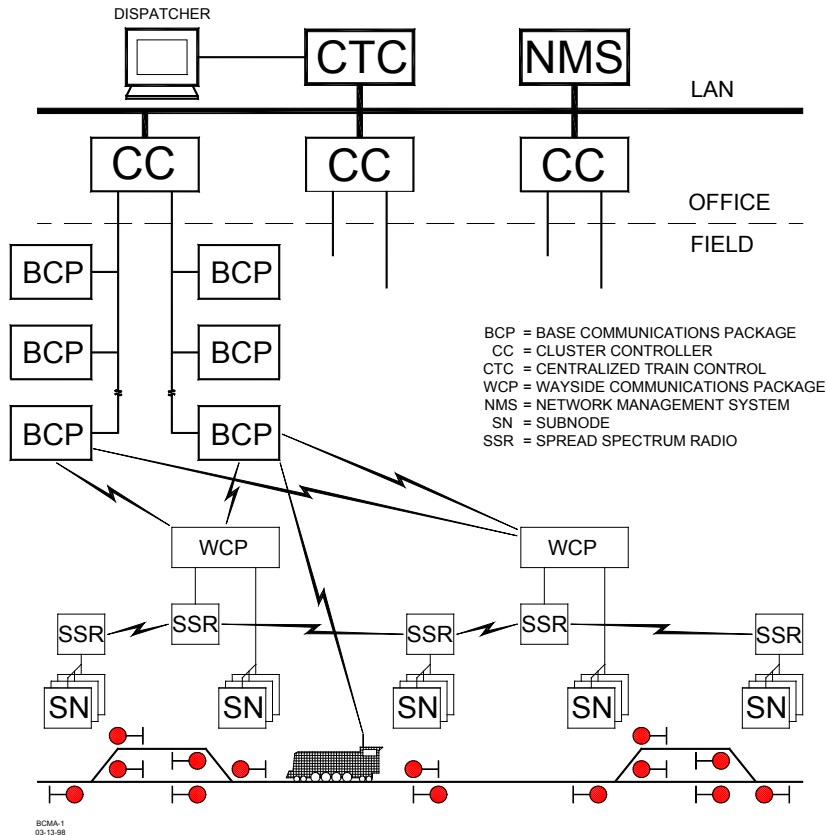 DISPATCHER
CTC
NMS
LAN
CC
CC
CC
OFFICE
FIELD
BCP
BCP
BCP
BCP
BCP
BCP
BCP = BASE COMMUNICATIONS PACKAGE
CC = CLUSTER CONTROLLER
CTC = CENTRALIZED TRAIN CONTROL
WCP = WAYSIDE COMMUNICATIONS PACKAGE
NMS = NETWORK MANAGEMENT SYSTEM
SN = SUBNODE
SSR = SPREAD SPECTRUM RADIO
WCP
WCP
SSR
SSR
SSR
SSR
SSR
SN
SN
SN
SN
SN
BCMA-1
03-13-98